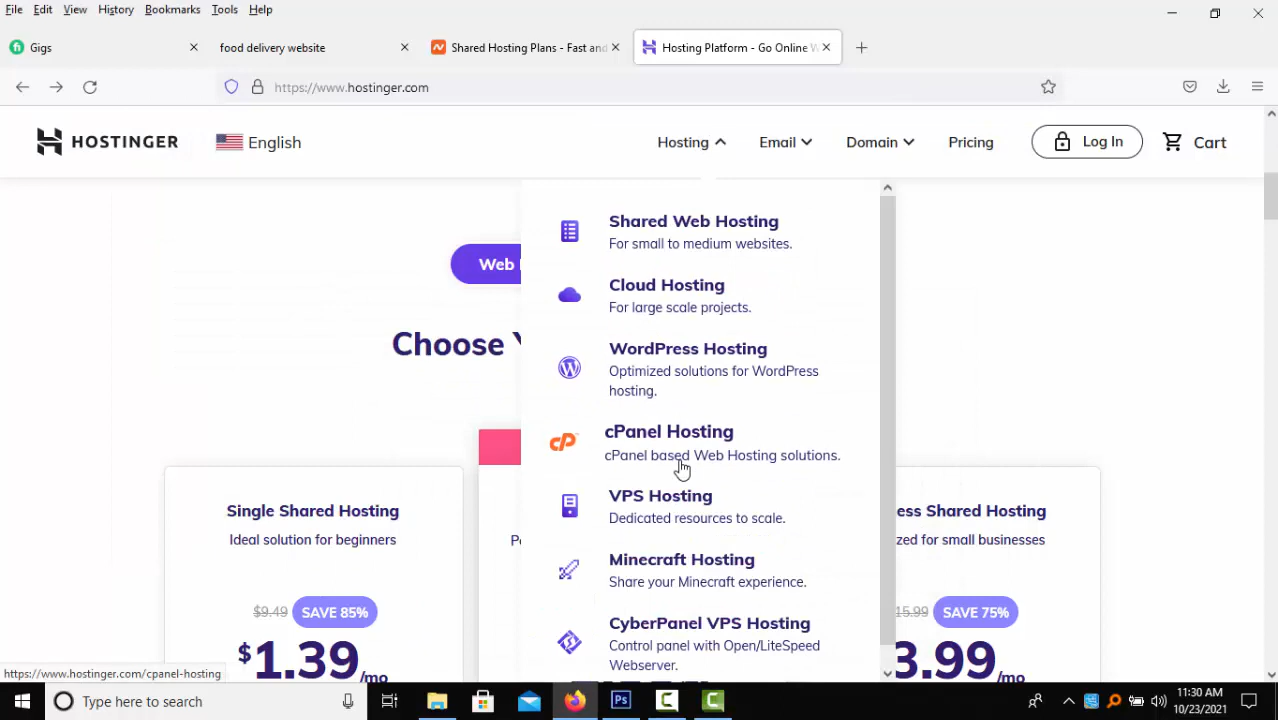 File Edit View History Bookmarks Tools Help
Gigs
food delivery website
Shared Hosting Plans - Fast and
Hosting Platform - Go Online W
https://www.hostinger.com
HOSTINGER
English
Hosting
Email
Domain
Pricing
Log In
Cart
Shared Web Hosting
For small to medium websites.
Web
Cloud Hosting
For large scale projects.
Choose
WordPress Hosting
Optimized solutions for WordPress
hosting.
cP
cPanel Hosting
cPanel based Web Hosting solutions.
VPS Hosting
Dedicated resources to scale.
Minecraft Hosting
Share your Minecraft experience.
CyberPanel VPS Hosting
Control panel with Open/LiteSpeed
Webserver.
Single Shared Hosting
Ideal solution for beginners
$9.49 SAVE 85%
$1.39/mo
ess Shared Hosting
zed for small businesses
15.99 SAVE 75%
3.99/mo
https://www.hostinger.com/cpanel-hosting
Type here to search
Ps
11:30 AM
10/23/2021